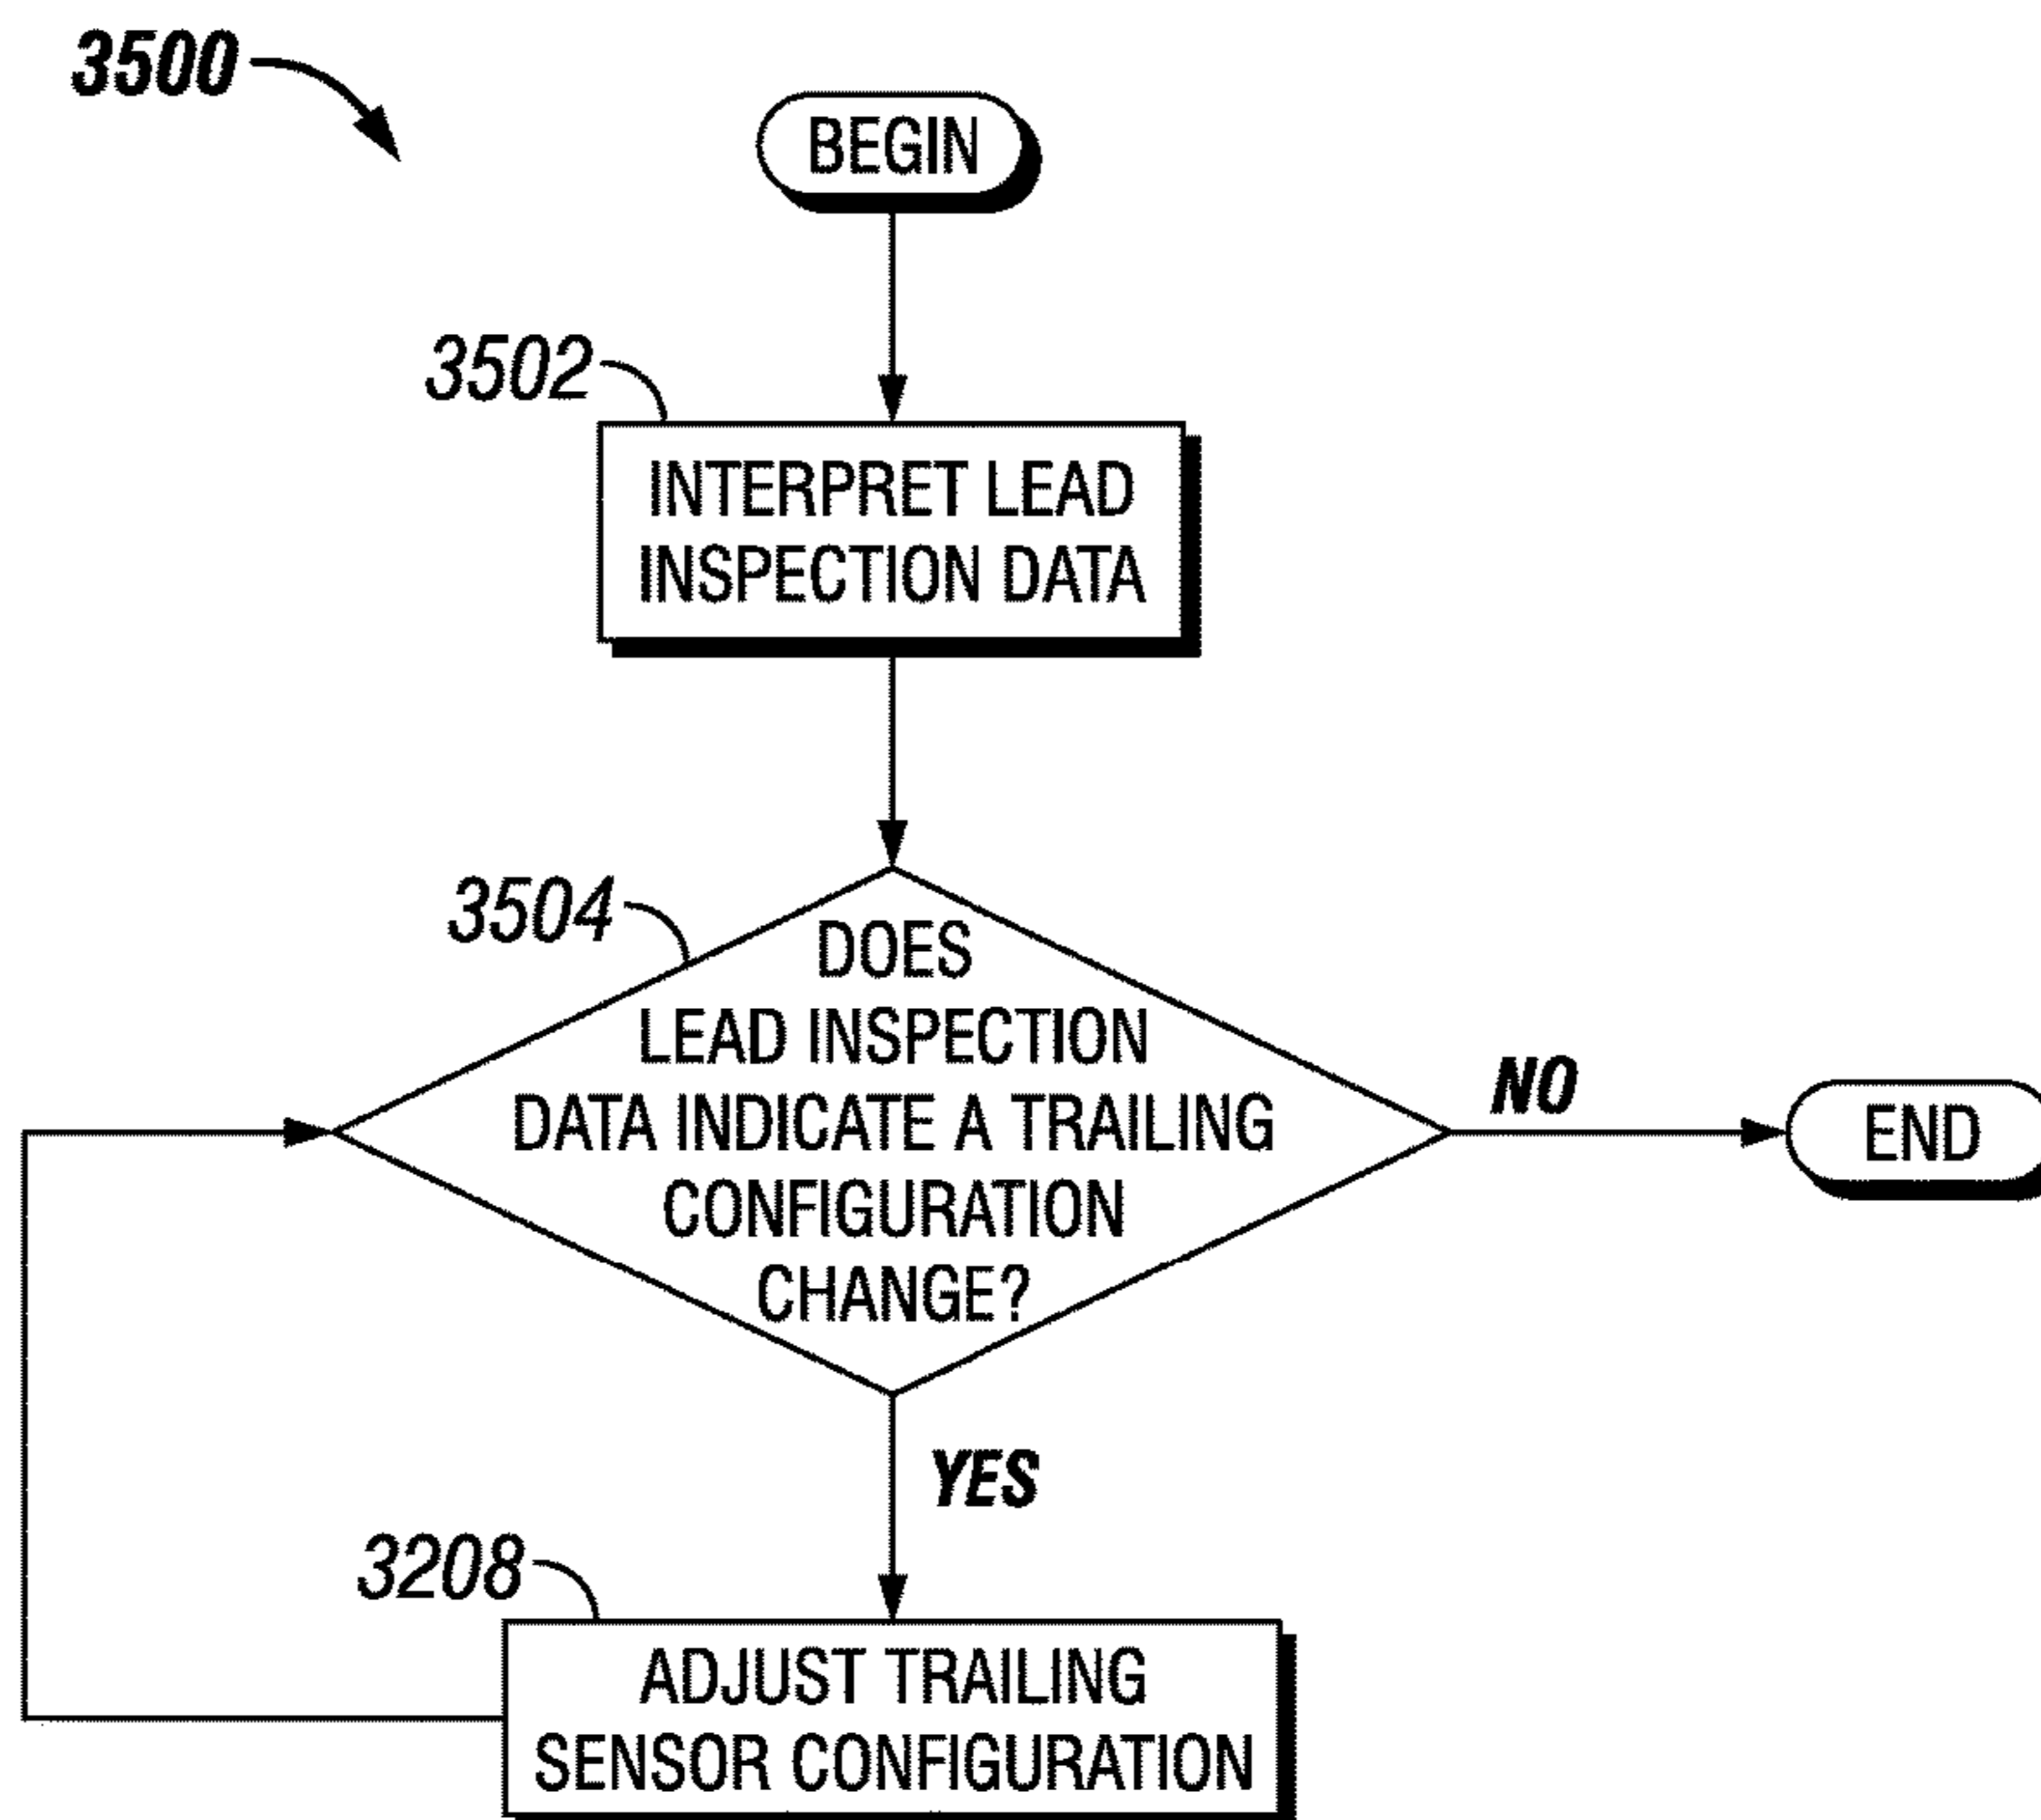 3500
BEGIN
3502
INTERPRET LEAD
INSPECTION DATA
3504
DOES
LEAD INSPECTION
DATA INDICATE A TRAILING
CONFIGURATION
CHANGE?
NO
END
YES
3208
ADJUST TRAILING
SENSOR CONFIGURATION